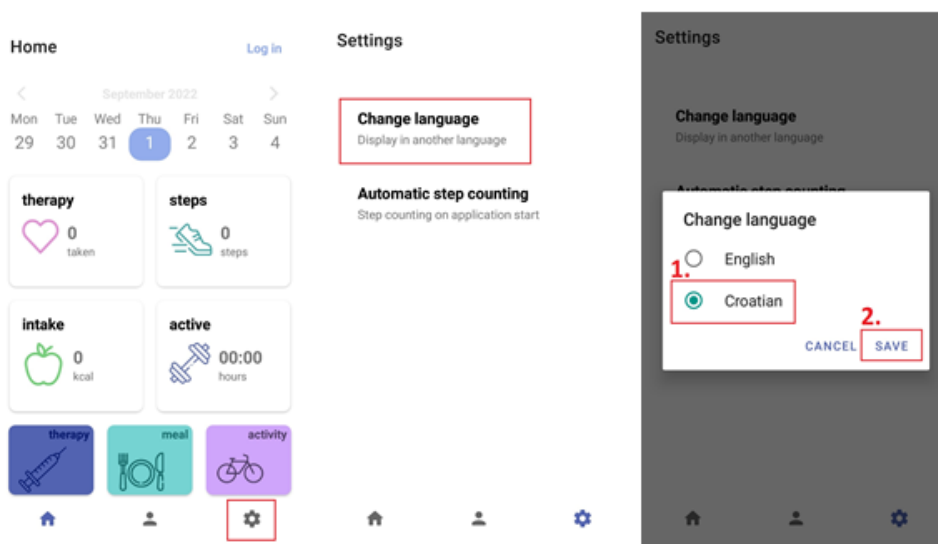 Home Log in
September 2022
Mon Tue Wed Thu Fri Sat Sun
29 30 31 1 2 3 4
therapy
0
taken
steps
0
steps
intake
0
kcal
active
00:00
hours
therapy
meal
activity
Settings
Change language
Display in another language
Automatic step counting
Step counting on application start
Settings
Change language
Display in another language
Automatic step counting
Change language
English
1.
Croatian
2.
CANCEL SAVE